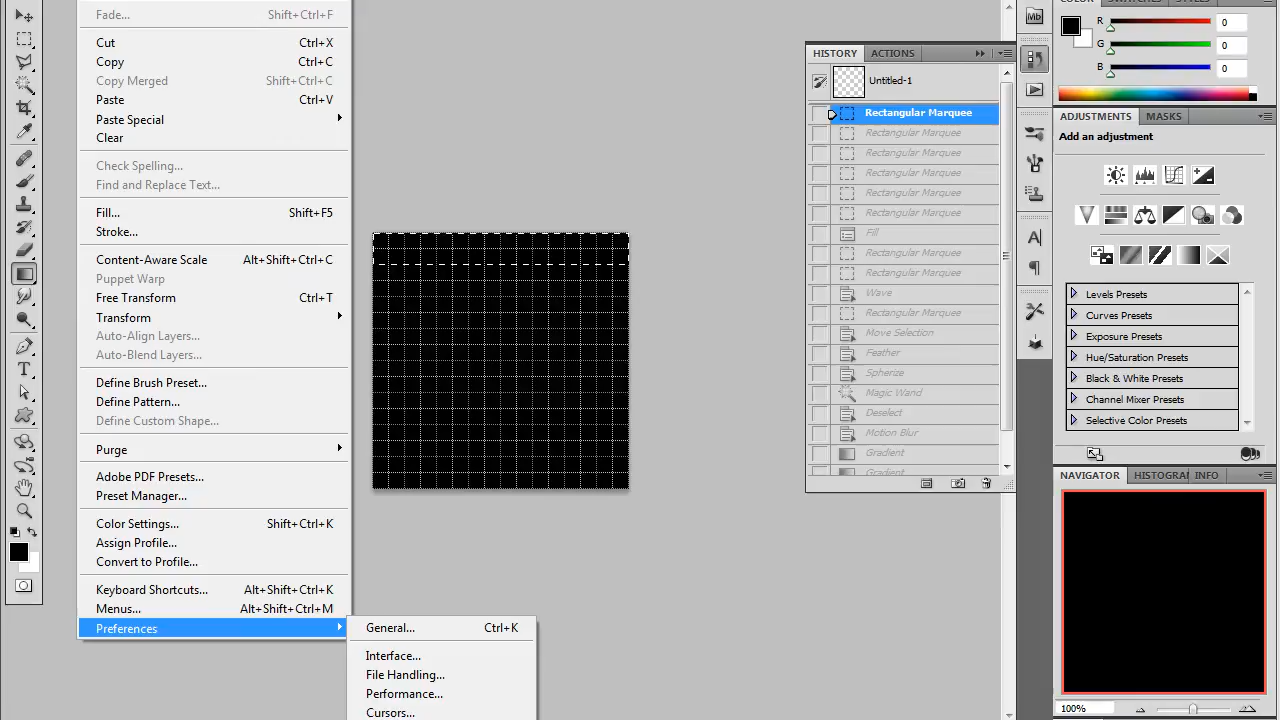 Fade... Shift+Ctrl+F
Cut Ctrl+X
Copy Ctrl+C
Copy Merged Shift+Ctrl+C
Paste Ctrl+V
Paste Special
Clear
Check Spelling...
Find and Replace Text...
Fill... Shift+F5
Stroke...
Content-Aware Scale Alt+Shift+Ctrl+C
Puppet Warp
Free Transform Ctrl+T
Transform
Auto-Align Layers...
Auto-Blend Layers...
Define Brush Preset...
Define Pattern...
Define Custom Shape...
Purge
Adobe PDF Presets...
Preset Manager...
Color Settings... Shift+Ctrl+K
Assign Profile...
Convert to Profile...
Keyboard Shortcuts... Alt+Shift+Ctrl+K
Menus... Alt+Shift+Ctrl+M
Preferences
General... Ctrl+K
Interface...
File Handling...
Performance...
Cursors...
HISTORY ACTIONS
Untitled-1
Rectangular Marquee
Rectangular Marquee
Rectangular Marquee
Rectangular Marquee
Rectangular Marquee
Rectangular Marquee
Fill
Rectangular Marquee
Rectangular Marquee
Wave
Rectangular Marquee
Move Selection
Feather
Spherize
Magic Wand
Deselect
Motion Blur
Gradient
Gradient
Mb
COLOR SWATCHES STYLES
R 0
G 0
B 0
ADJUSTMENTS MASKS
Add an adjustment
Levels Presets
Curves Presets
Exposure Presets
Hue/Saturation Presets
Black & White Presets
Channel Mixer Presets
Selective Color Presets
NAVIGATOR HISTOGRA INFO
100%